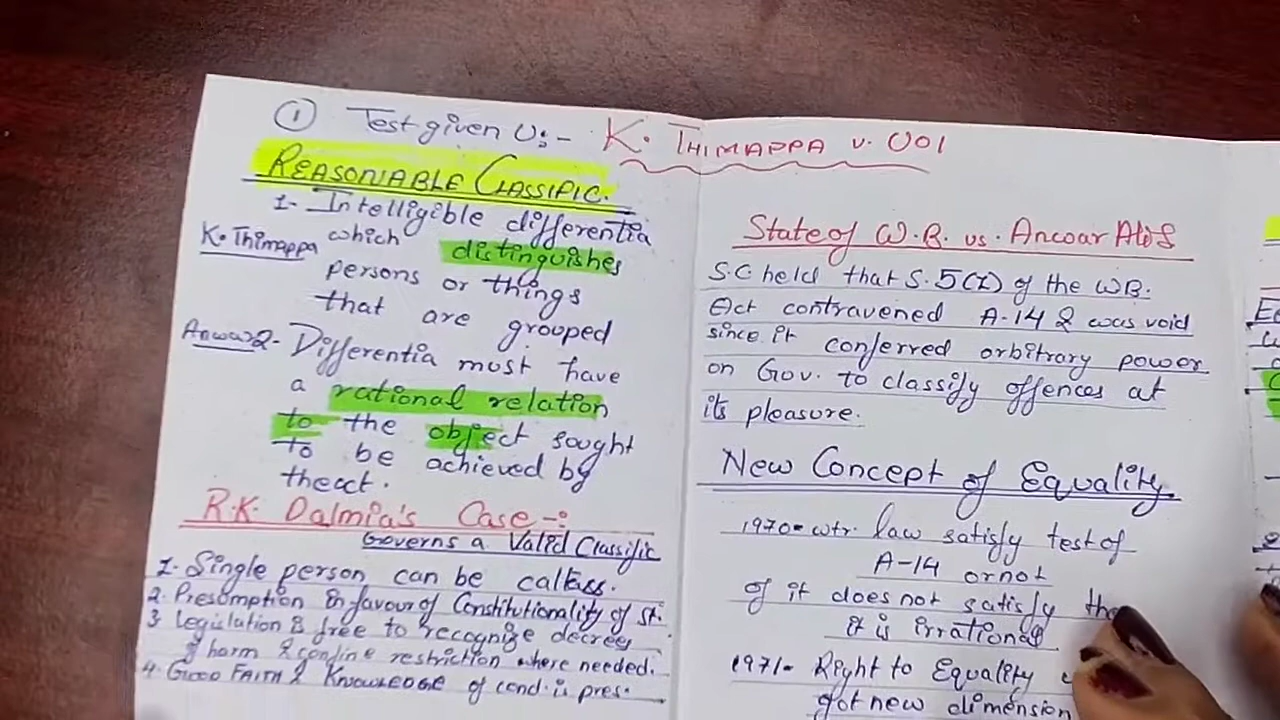 ① Test given U:- K. THIMAPPA v. UOI
REASONABLE CLASSIFIC.
1- Intelligible differentia
K. Thimappa which distinguishes
persons or things
that are grouped
Anwar 2- Differentia must have
a rational relation
to the object sought
to be achieved by
the act.
R.K. Dalmia's Case -:
Governs a Valid Classific
1. Single person can be class.
2. Presomption in favour of Constitutionality of St.
3. Legislation is free to recognize degrees
of harm & confine restriction where needed.
4. GOOD FAITH & KNOWLEDGE of cond. is pres.
State of W.B. vs. Anwar Ali S
S.C held that S. 5(1) of the WB.
Act contravened A-14 & was void
since it conferred arbitrary power
on Gov. to classify offences at
its pleasure.
New Concept of Equality.
1970- wtr. law satisfy test of
A-14 or not
If it does not satisfy
it is irrational
1971- Right to Equality
got new dimension